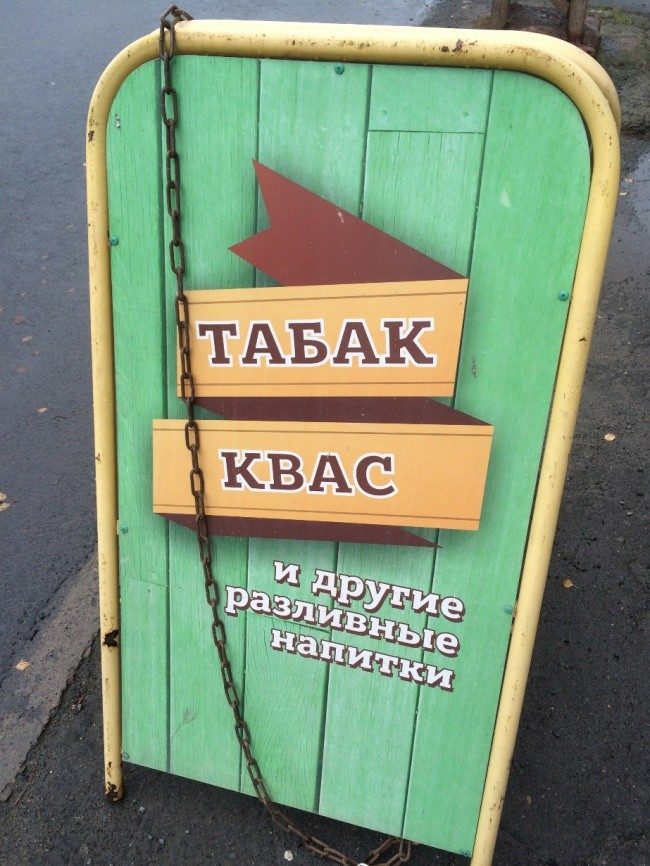 ТАБАК
КВАС
и другие
разливные
напитки